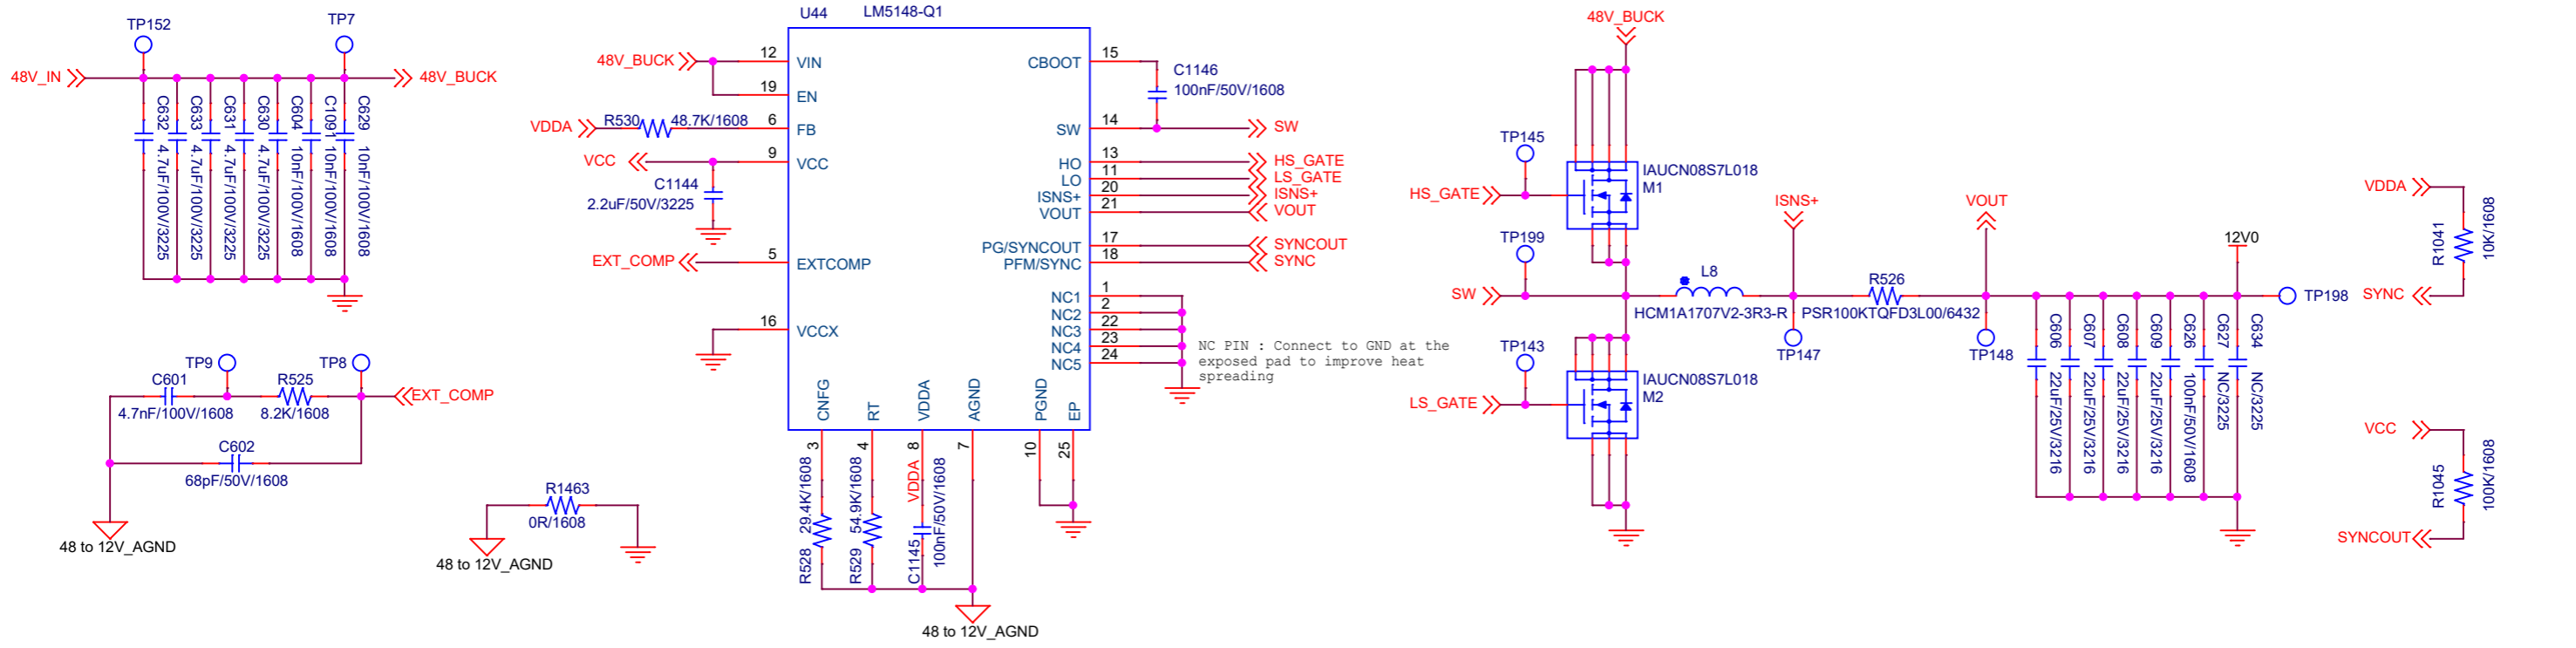 TP152
TP7
48V_IN
48V_BUCK
C632
4.7uF/100V/3225
C633
4.7uF/100V/3225
C631
4.7uF/100V/3225
C630
4.7uF/100V/3225
C604
10nF/100V/1608
C1091
10nF/100V/1608
C629
10nF/100V/1608
TP9
TP8
C601
4.7nF/100V/1608
R525
8.2K/1608
EXT_COMP
C602
68pF/50V/1608
48 to 12V_AGND
R1463
0R/1608
48 to 12V_AGND
U44
LM5148-Q1
48V_BUCK
12
VIN
19
EN
VDDA
R530
48.7K/1608
6
FB
VCC
9
VCC
C1144
2.2uF/50V/3225
EXT_COMP
5
EXTCOMP
16
VCCX
CBOOT
15
C1146
100nF/50V/1608
SW
14
SW
HO
13
HS_GATE
LO
11
LS_GATE
ISNS+
20
ISNS+
VOUT
21
VOUT
PG/SYNCOUT
17
SYNCOUT
PFM/SYNC
18
SYNC
NC1
1
NC2
2
NC3
22
NC4
23
NC5
24
NC PIN : Connect to GND at the
exposed pad to improve heat
spreading
CNFG
RT
VDDA
AGND
PGND
EP
3
4
8
7
10
25
R528
29.4K/1608
R529
54.9K/1608
VDDA
C1145
100nF/50V/1608
48 to 12V_AGND
48V_BUCK
TP145
HS_GATE
IAUCN08S7L018
M1
TP199
SW
L8
HCM1A1707V2-3R3-R
ISNS+
TP147
R526
PSR100KTQFD3L00/6432
VOUT
TP148
TP143
LS_GATE
IAUCN08S7L018
M2
12V0
TP198
C606
22uF/25V/3216
C607
22uF/25V/3216
C608
22uF/25V/3216
C609
22uF/25V/3216
C626
100nF/50V/1608
C627
NC/3225
C634
NC/3225
VDDA
R1041
10K/1608
SYNC
VCC
R1045
100K/1608
SYNCOUT